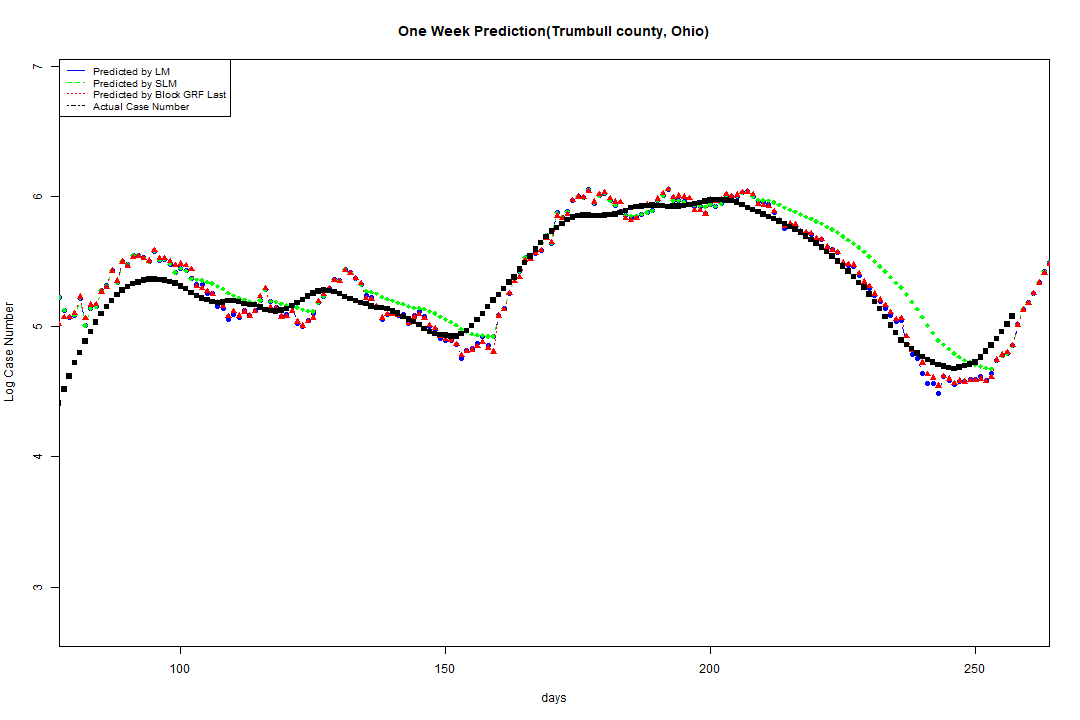 One Week Prediction(Trumbull county, Ohio)
Predicted by LM
Predicted by SLM
Predicted by Block GRF Last
Actual Case Number
7
6
5
4
3
Log Case Number
100 150 200 250
days